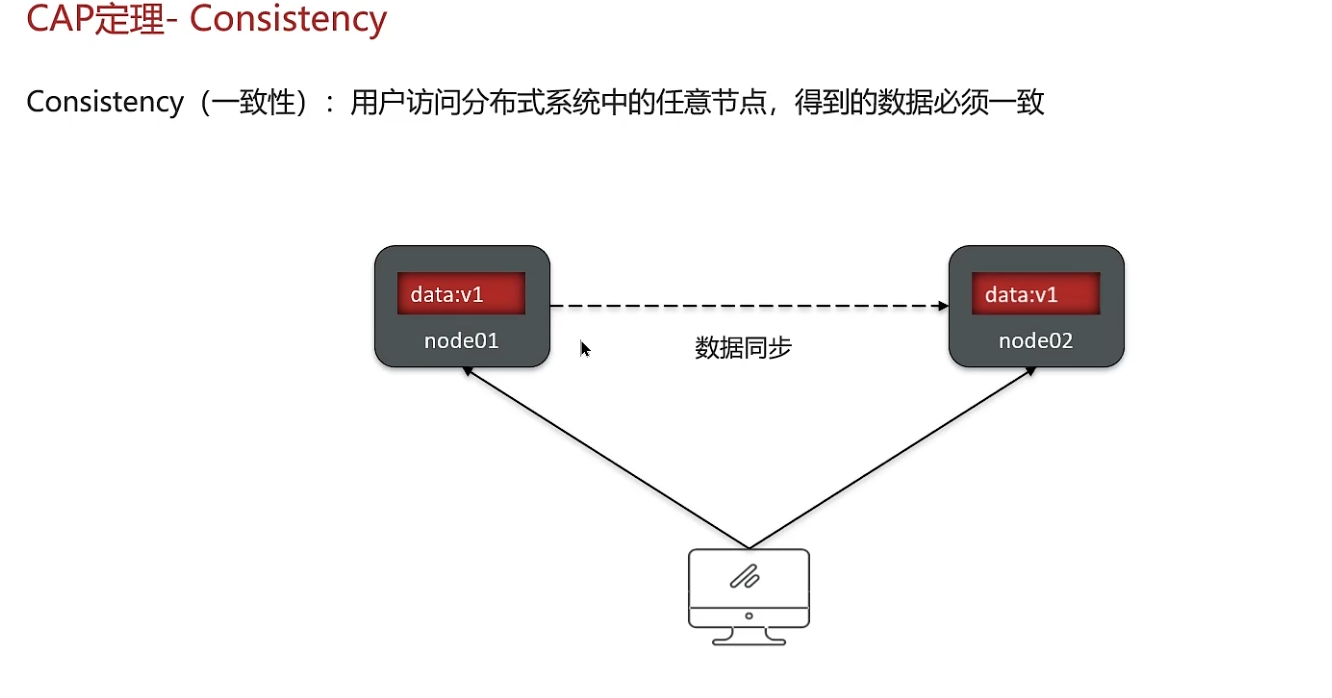 CAP定理- Consistency
Consistency（一致性）：用户访问分布式系统中的任意节点，得到的数据必须一致
data:v1
node01
数据同步
data:v1
node02